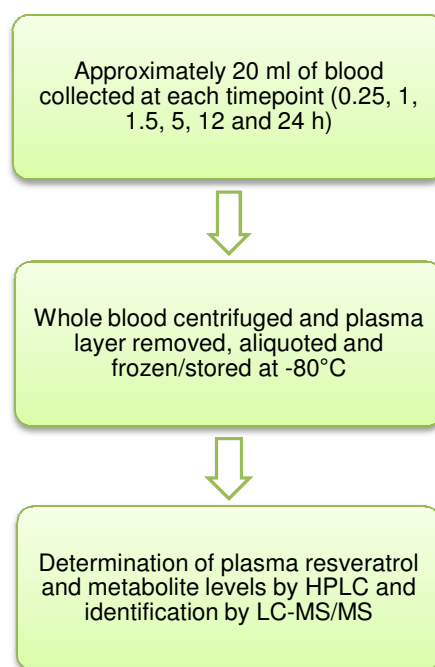 Approximately 20 ml of blood
collected at each timepoint (0.25, 1,
1.5, 5, 12 and 24 h)
Whole blood centrifuged and plasma
layer removed, aliquoted and
frozen/stored at -80°C
Determination of plasma resveratrol
and metabolite levels by HPLC and
identification by LC-MS/MS